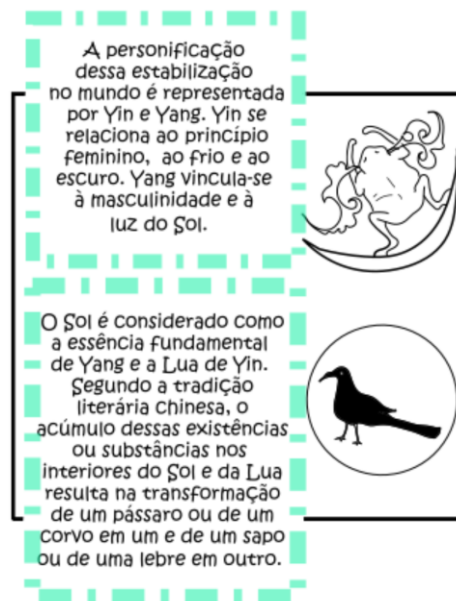 A personificação
dessa estabilização
no mundo é representada
por Yin e Yang. Yin se
relaciona ao princípio
feminino, ao frio e ao
escuro. Yang vincula-se
à masculinidade e à
luz do Sol.
O Sol é considerado como
a essência fundamental
de Yang e a Lua de Yin.
Segundo a tradição
literária chinesa, o
acúmulo dessas existências
ou substâncias nos
interiores do Sol e da Lua
resulta na transformação
de um pássaro ou de um
corvo em um e de um sapo
ou de uma lebre em outro.